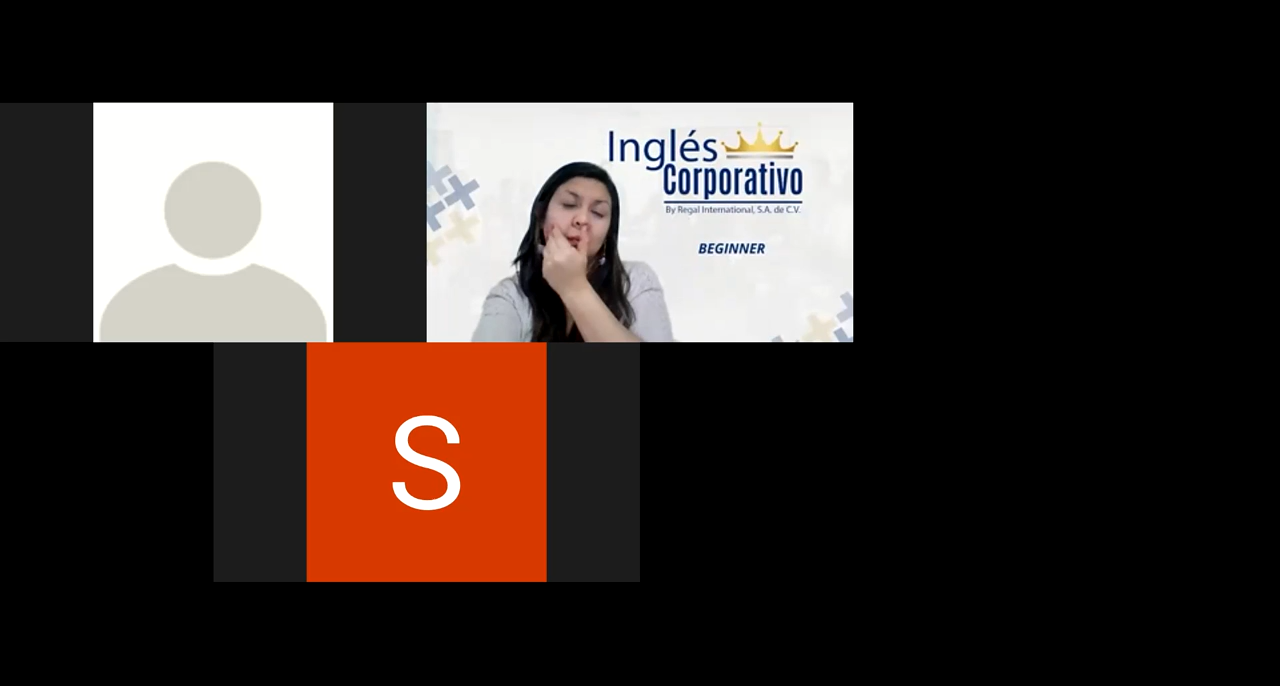 Inglés
Corporativo
By Regal International, S.A. de C.V.
BEGINNER
S